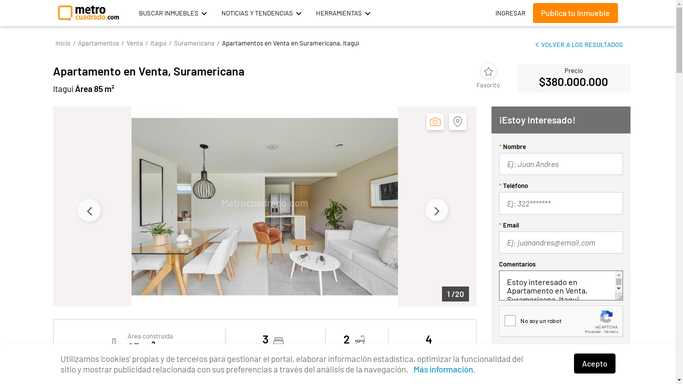 metro
cuadrado.com
BUSCAR INMUEBLES
NOTICIAS Y TENDENCIAS
HERRAMIENTAS
INGRESAR
Publica tu inmueble
Inicio / Apartamentos / Venta / Itagui / Suramericana / Apartamentos en Venta en Suramericana, Itagui
VOLVER A LOS RESULTADOS
Apartamento en Venta, Suramericana
Itagui Área 85 m²
Favorito
Precio
$380.000.000
Metrocuadrado.com
1 / 20
¡Estoy Interesado!
* Nombre
Ej: Juan Andres
* Teléfono
Ej: 322*******
* Email
Ej: juanandres@email.com
Comentarios
Estoy interesado en
Apartamento en Venta,
Suramericana, Itagui
No soy un robot
reCAPTCHA
Privacidad - Términos
Área construida
3
2
4
Utilizamos 'cookies' propias y de terceros para gestionar el portal, elaborar información estadística, optimizar la funcionalidad del
sitio y mostrar publicidad relacionada con sus preferencias a través del análisis de la navegación. Más información.
Acepto